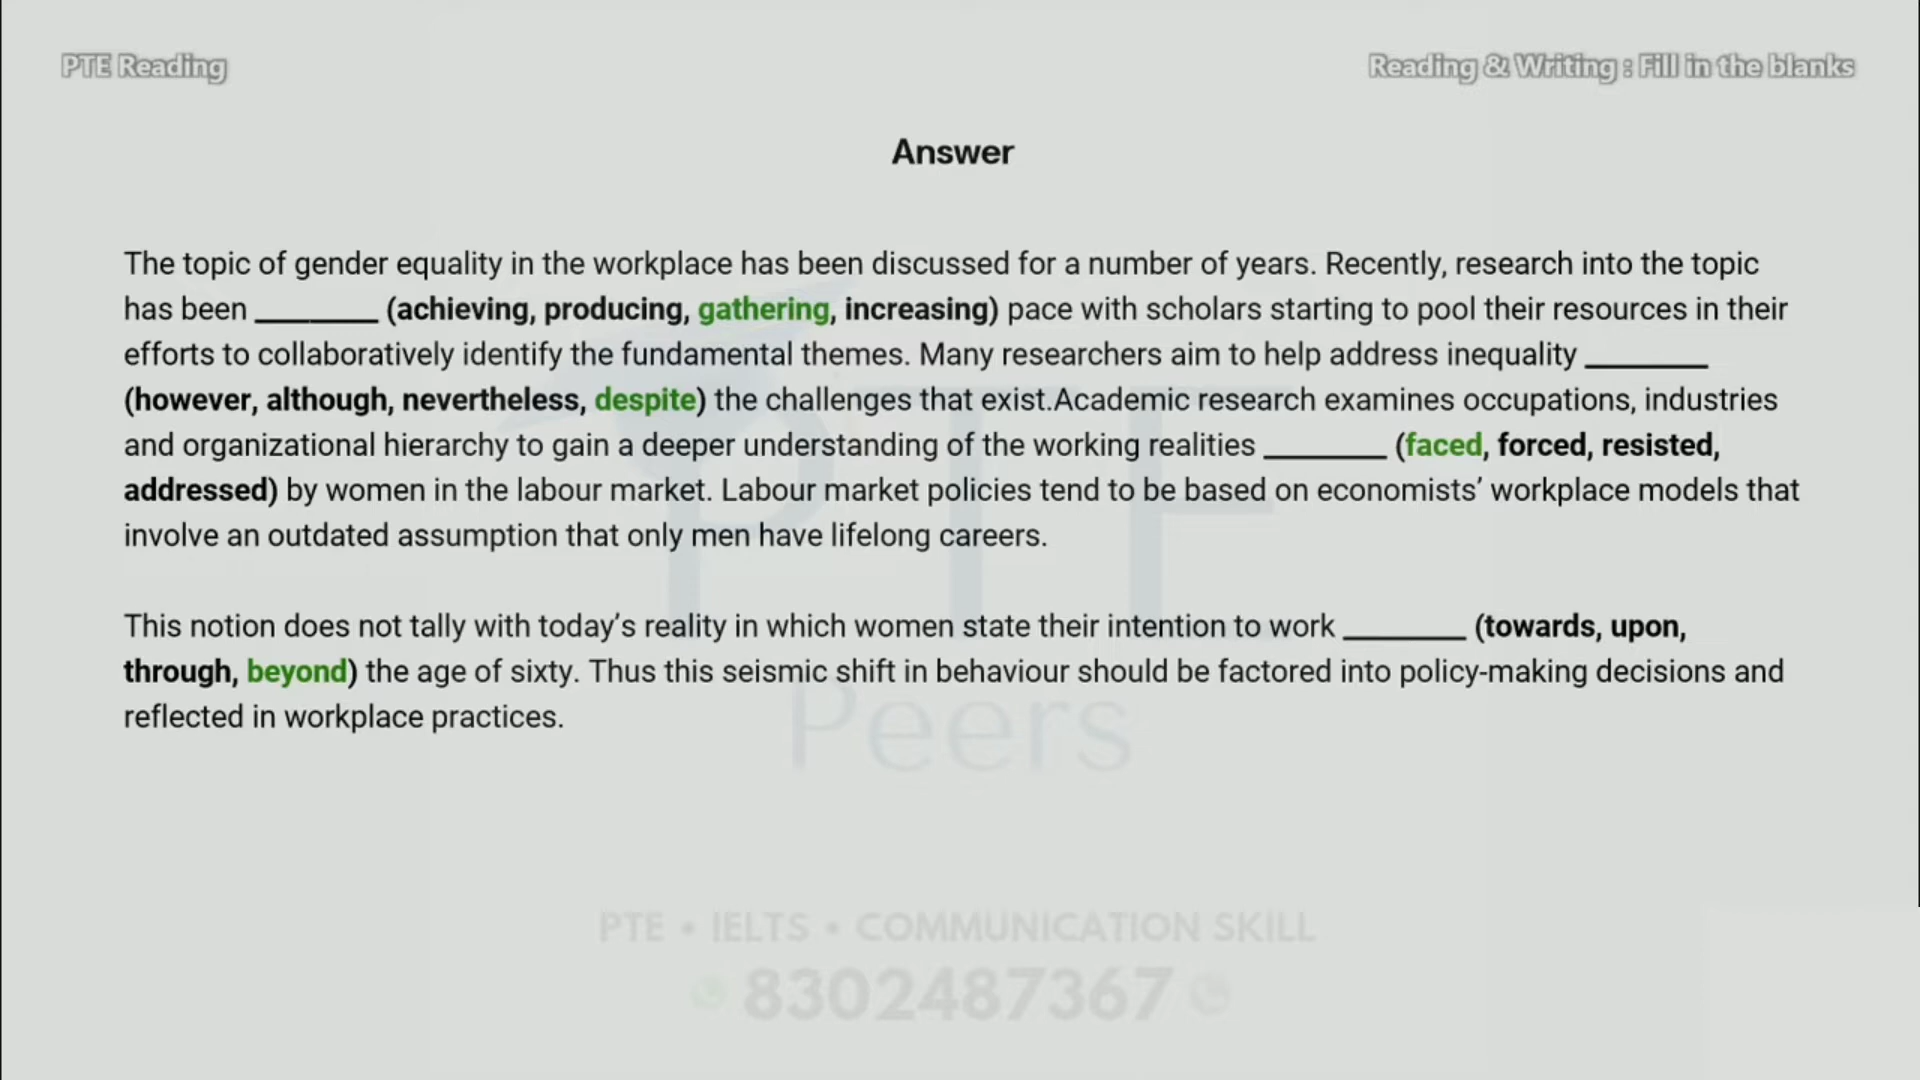 PTE Reading
Reading & Writing : Fill in the blanks
Answer
The topic of gender equality in the workplace has been discussed for a number of years. Recently, research into the topic
has been ________ (achieving, producing, gathering, increasing) pace with scholars starting to pool their resources in their
efforts to collaboratively identify the fundamental themes. Many researchers aim to help address inequality ________
(however, although, nevertheless, despite) the challenges that exist.Academic research examines occupations, industries
and organizational hierarchy to gain a deeper understanding of the working realities ________ (faced, forced, resisted,
addressed) by women in the labour market. Labour market policies tend to be based on economists’ workplace models that
involve an outdated assumption that only men have lifelong careers.
This notion does not tally with today’s reality in which women state their intention to work ________ (towards, upon,
through, beyond) the age of sixty. Thus this seismic shift in behaviour should be factored into policy-making decisions and
reflected in workplace practices.
PTE
Peers
PTE • IELTS • COMMUNICATION SKILL
8302487367